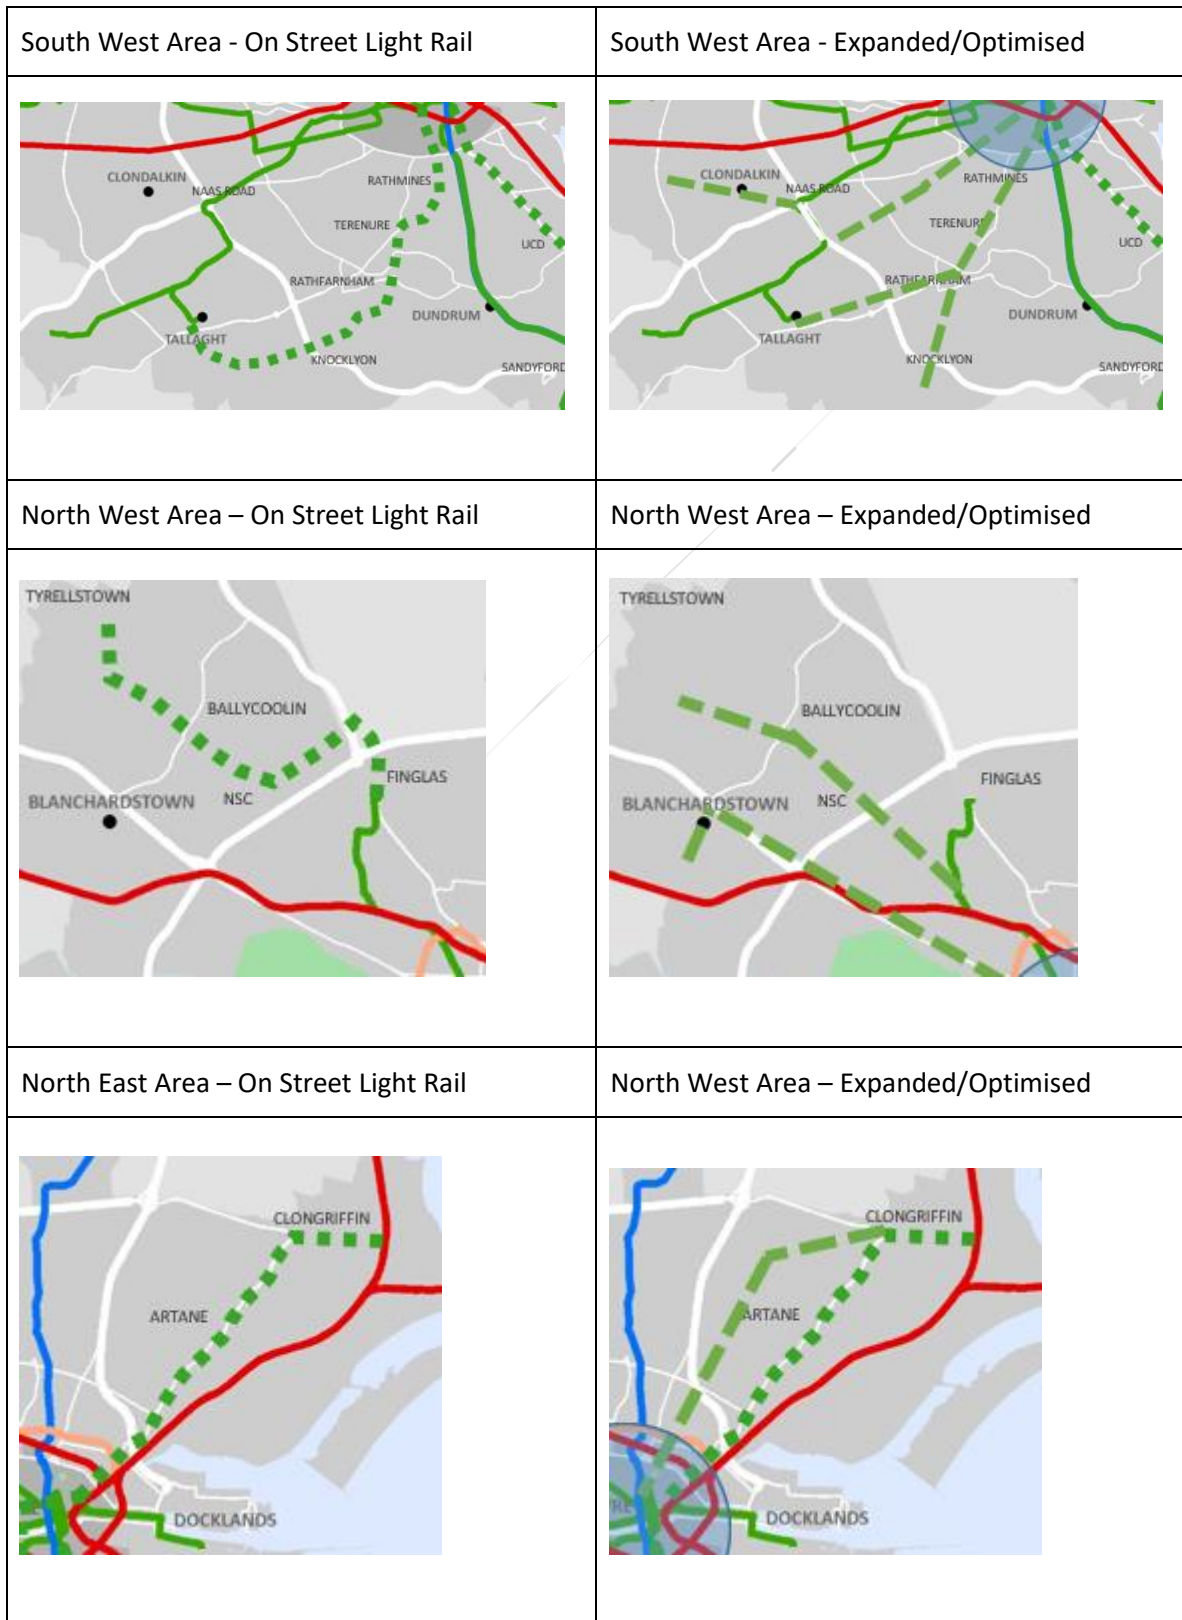 South West Area - On Street Light Rail
South West Area - Expanded/Optimised
CLONDALKIN
NAAS ROAD
RATHMINES
TERENURE
UCD
RATHFARNHAM
DUNDRUM
TALLAGHT
KNOCKLYON
SANDYFORD
CLONDALKIN
NAAS ROAD
RATHMINES
TERENURE
UCD
RATHFARNHAM
DUNDRUM
TALLAGHT
KNOCKLYON
SANDYFORD
North West Area – On Street Light Rail
North West Area – Expanded/Optimised
TYRELLSTOWN
BALLYCOOLIN
FINGLAS
BLANCHARDSTOWN
NSC
TYRELLSTOWN
BALLYCOOLIN
FINGLAS
BLANCHARDSTOWN
NSC
North East Area – On Street Light Rail
North West Area – Expanded/Optimised
CLONGRIFFIN
ARTANE
DOCKLANDS
CLONGRIFFIN
ARTANE
DOCKLANDS